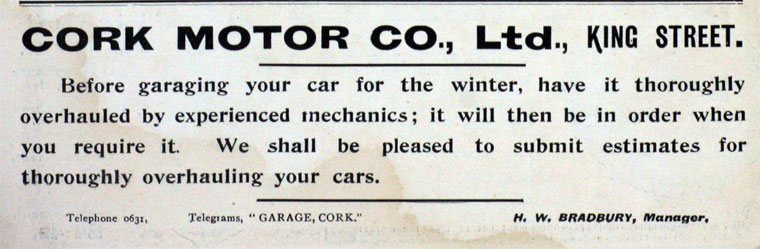 CORK MOTOR CO., Ltd., KING STREET.
Before garaging your car for the winter, have it thoroughly
overhauled by experienced mechanics; it will then be in order when
you require it. We shall be pleased to submit estimates for
thoroughly overhauling your cars.
Telephone 0631, Telegrams, "GARAGE, CORK." H. W. BRADBURY, Manager,